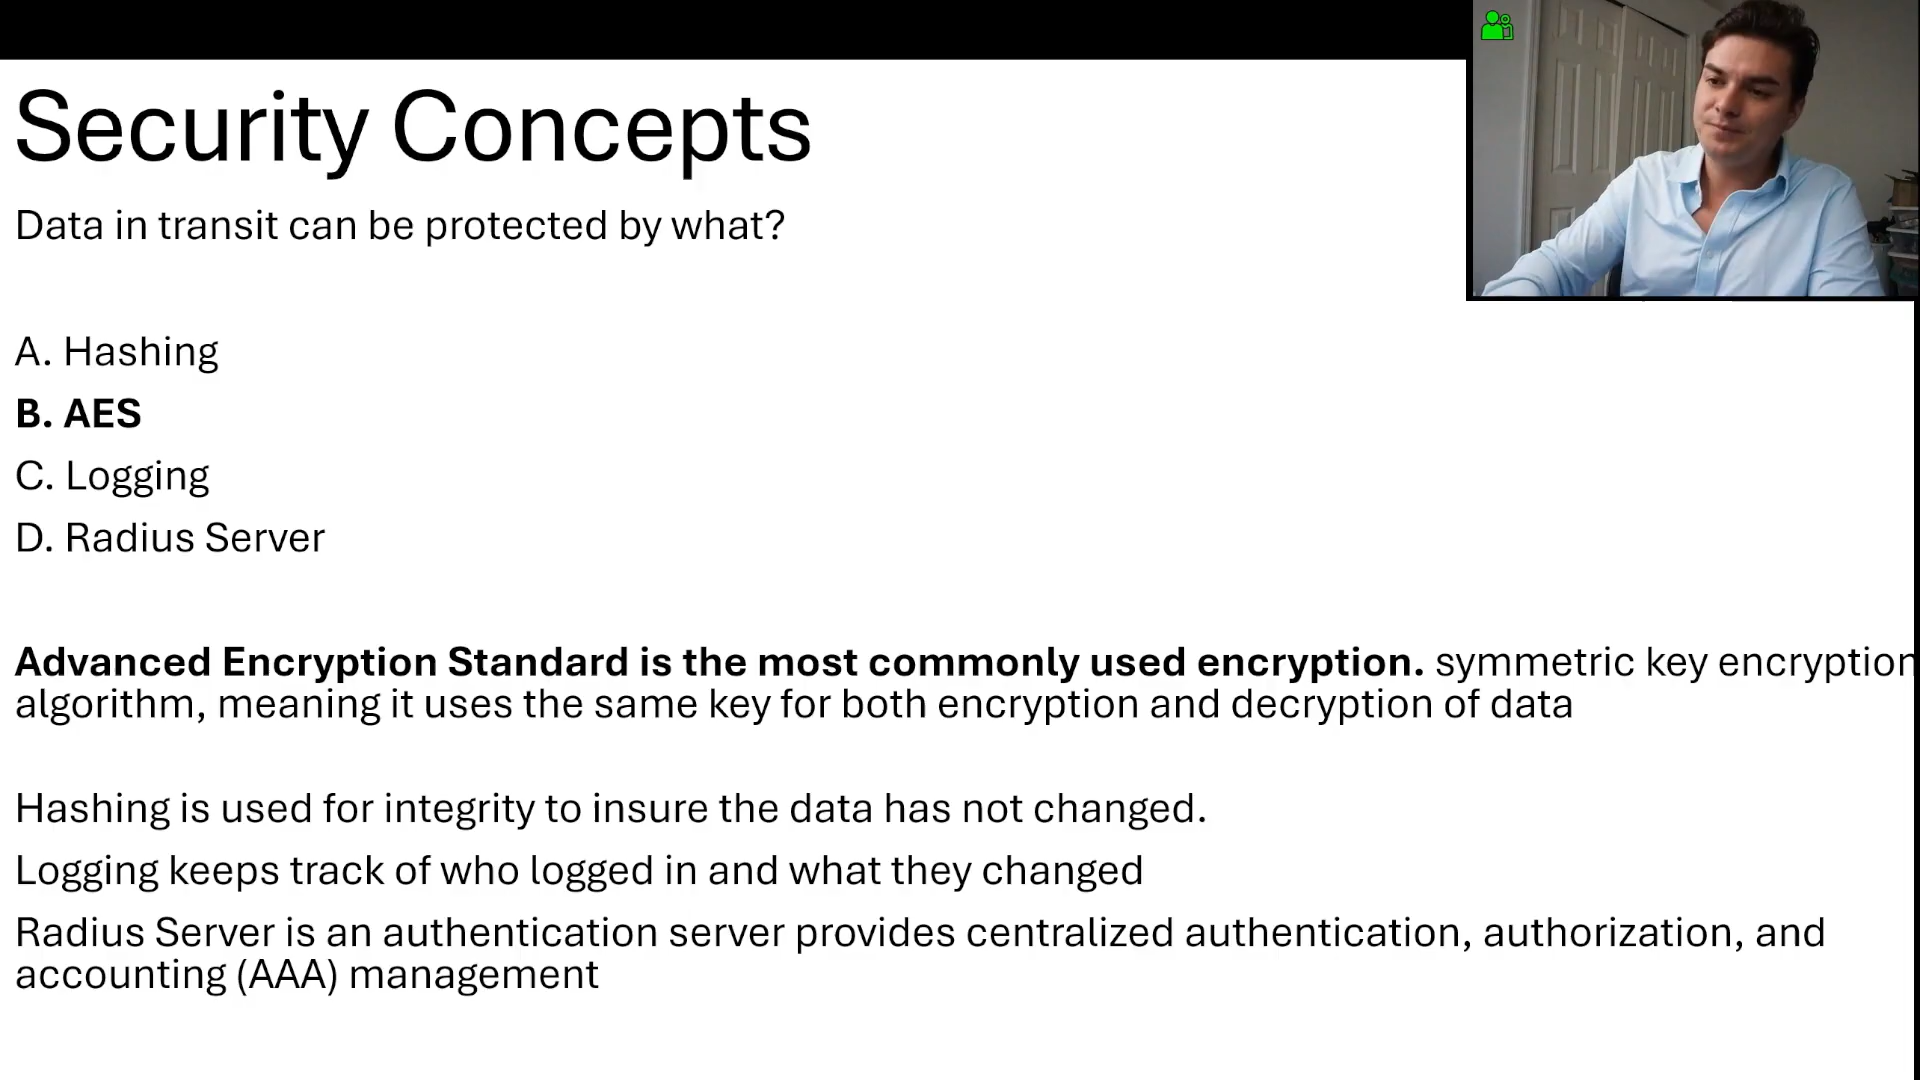 Security Concepts
Data in transit can be protected by what?
A. Hashing
B. AES
C. Logging
D. Radius Server
Advanced Encryption Standard is the most commonly used encryption. symmetric key encryption
algorithm, meaning it uses the same key for both encryption and decryption of data
Hashing is used for integrity to insure the data has not changed.
Logging keeps track of who logged in and what they changed
Radius Server is an authentication server provides centralized authentication, authorization, and
accounting (AAA) management